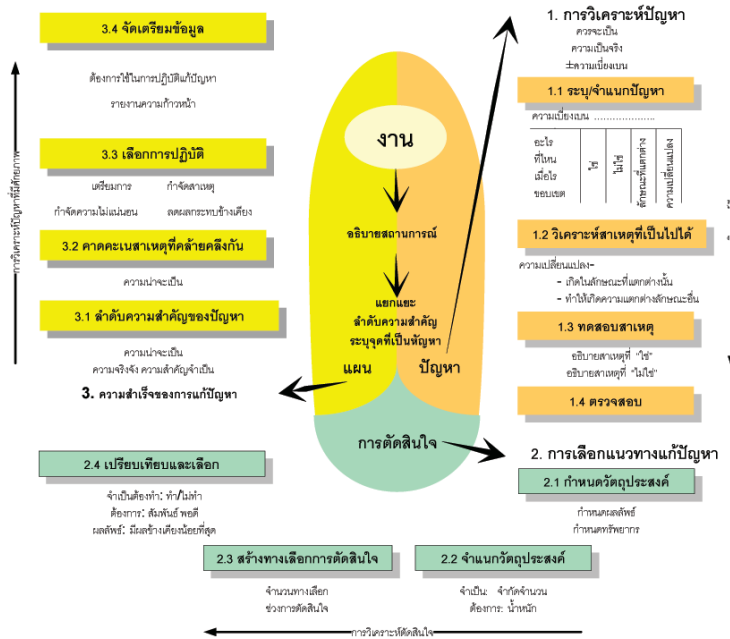 3.4 จัดเตรียมข้อมูล
ต้องการใช้ในการปฏิบัติแก้ปัญหา
รายงานความก้าวหน้า
3.3 เลือกการปฏิบัติ
เตรียมการ กำจัดสาเหตุ
กำจัดความไม่แน่นอน ลดผลกระทบข้างเคียง
3.2 คาดคะเนสาเหตุที่คล้ายคลึงกัน
ความน่าจะเป็น
3.1 ลำดับความสำคัญของปัญหา
ความน่าจะเป็น
ความจริงจัง ความสำคัญจำเป็น
3. ความสำเร็จของการแก้ปัญหา
การวิเคราะห์ปัญหาที่มีศักยภาพ
งาน
อธิบายสถานการณ์
แยกแยะ
ลำดับความสำคัญ
ระบุจุดที่เป็นหัญหา
แผน ปัญหา
การตัดสินใจ
1. การวิเคราะห์ปัญหา
ควรจะเป็น
ความเป็นจริง
±ความเบี่ยงเบน
1.1 ระบุ/จำแนกปัญหา
ความเบี่ยงเบน .....................
อะไร
ที่ไหน
เมื่อไร
ขอบเขต
ใช่
ไม่ใช่
ลักษณะที่แตกต่าง
ความเปลี่ยนแปลง
1.2 วิเคราะห์สาเหตุที่เป็นไปได้
ความเปลี่ยนแปลง-
- เกิดในลักษณะที่แตกต่างนั้น
- ทำให้เกิดความแตกต่างลักษณะอื่น
1.3 ทดสอบสาเหตุ
อธิบายสาเหตุที่ "ใช่"
อธิบายสาเหตุที่ "ไม่ใช่"
1.4 ตรวจสอบ
2. การเลือกแนวทางแก้ปัญหา
2.1 กำหนดวัตถุประสงค์
กำหนดผลลัพธ์
กำหนดทรัพยากร
2.2 จำแนกวัตถุประสงค์
จำเป็น: จำกัดจำนวน
ต้องการ: น้ำหนัก
2.3 สร้างทางเลือกการตัดสินใจ
จำนวนทางเลือก
ช่วงการตัดสินใจ
2.4 เปรียบเทียบและเลือก
จำเป็นต้องทำ: ทำ/ไม่ทำ
ต้องการ: สัมพันธ์ พอดี
ผลลัพธ์: มีผลข้างเคียงน้อยที่สุด
การวิเคราะห์ตัดสินใจ